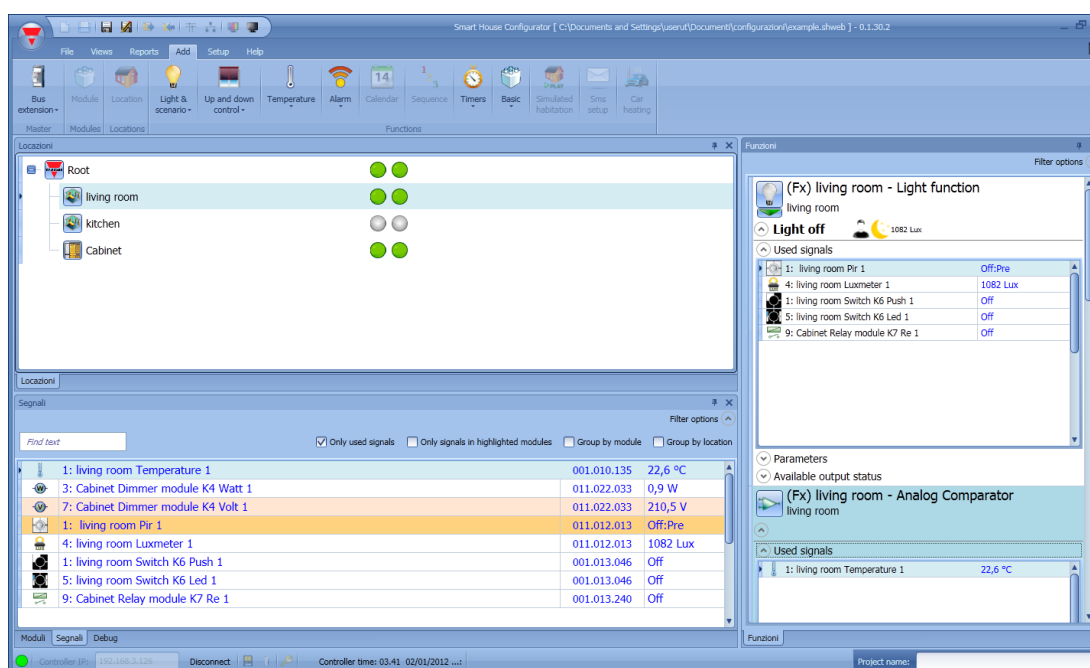 Smart House Configurator [ C:\Documents and Settings\userut\Documenti\configurazioni\example.shweb ] - 0.1.30.2
File Views Reports Add Setup Help
Bus extension Module Location Light & scenario Up and down control Temperature Alarm 14 Calendar Sequence Timers Basic Simulated habitation Sms setup Car heating
Master Modules Locations Functions
Locazioni
Root
living room
kitchen
Cabinet
Locazioni
Segnali
Filter options
Find text Only used signals Only signals in highlighted modules Group by module Group by location
1: living room Temperature 1 001.010.135 22,6 °C
3: Cabinet Dimmer module K4 Watt 1 011.022.033 0,9 W
7: Cabinet Dimmer module K4 Volt 1 011.022.033 210,5 V
1: living room Pir 1 011.012.013 Off:Pre
4: living room Luxmeter 1 011.012.013 1082 Lux
1: living room Switch K6 Push 1 001.013.046 Off
5: living room Switch K6 Led 1 001.013.046 Off
9: Cabinet Relay module K7 Re 1 001.013.240 Off
Moduli Segnali Debug
Funzioni
Filter options
(Fx) living room - Light function
living room
Light off 1082 Lux
Used signals
1: living room Pir 1 Off:Pre
4: living room Luxmeter 1 1082 Lux
1: living room Switch K6 Push 1 Off
5: living room Switch K6 Led 1 Off
9: Cabinet Relay module K7 Re 1 Off
Parameters
Available output status
(Fx) living room - Analog Comparator
living room
Used signals
1: living room Temperature 1 22,6 °C
Funzioni
Controller IP: 192.168.3.126 Disconnect Controller time: 03.41 02/01/2012 ....: Project name: